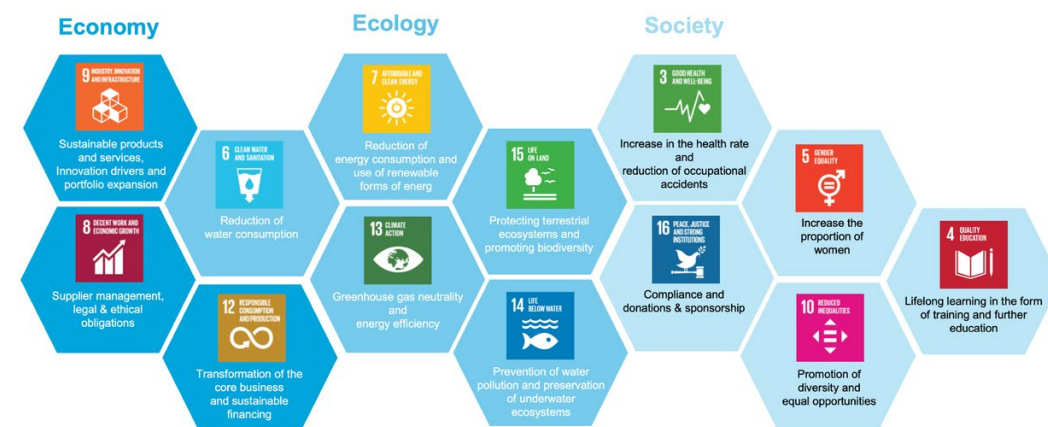 Economy
Ecology
Society
9 INDUSTRY, INNOVATION
AND INFRASTRUCTURE
Sustainable products
and services,
Innovation drivers and
portfolio expansion
8 DECENT WORK AND
ECONOMIC GROWTH
Supplier management,
legal & ethical
obligations
6 CLEAN WATER
AND SANITATION
Reduction of
water consumption
12 RESPONSIBLE
CONSUMPTION
AND PRODUCTION
Transformation of the
core business
and sustainable
financing
7 AFFORDABLE AND
CLEAN ENERGY
Reduction of
energy consumption and
use of renewable
forms of energ
13 CLIMATE
ACTION
Greenhouse gas neutrality
and
energy efficiency
15 LIFE
ON LAND
Protecting terrestrial
ecosystems and
promoting biodiversity
14 LIFE
BELOW WATER
Prevention of water
pollution and preservation
of underwater
ecosystems
3 GOOD HEALTH
AND WELL-BEING
Increase in the health rate
and
reduction of occupational
accidents
16 PEACE, JUSTICE
AND STRONG
INSTITUTIONS
Compliance and
donations & sponsorship
5 GENDER
EQUALITY
Increase the
proportion of
women
10 REDUCED
INEQUALITIES
Promotion of
diversity and
equal opportunities
4 QUALITY
EDUCATION
Lifelong learning in the form
of training and further
education